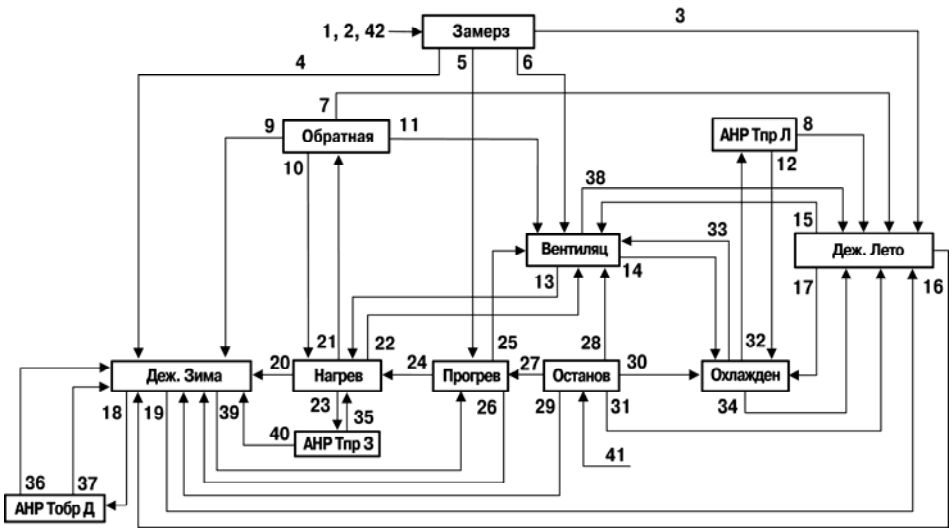 3
1, 2, 42 Замерз
4 5 6
7
9 Обратная 11 АНР Тпр Л 8
10 12
38
33 15
Вентиляц Деж. Лето
13 14 17 16
21 22 25 28 32
Деж. Зима 20 Нагрев 24 Прогрев 27 Останов 30 Охлажден
18 19 39 23 35 26 29 31 34
40 АНР Тпр З 41
36 37
АНР Тобр Д